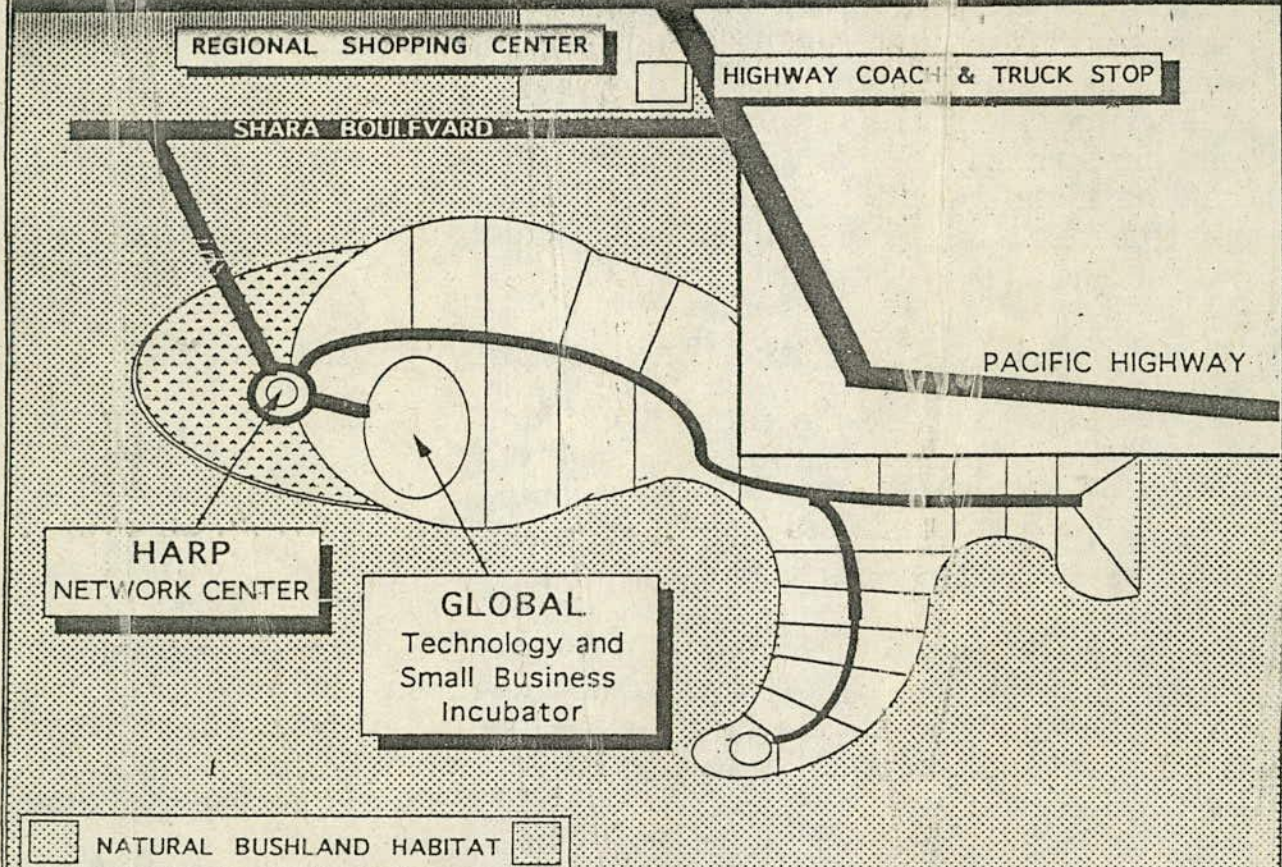 REGIONAL SHOPPING CENTER
HIGHWAY COACH & TRUCK STOP
SHARA BOULEVARD
PACIFIC HIGHWAY
HARP
NETWORK CENTER
GLOBAL
Technology and
Small Business
Incubator
NATURAL BUSHLAND HABITAT